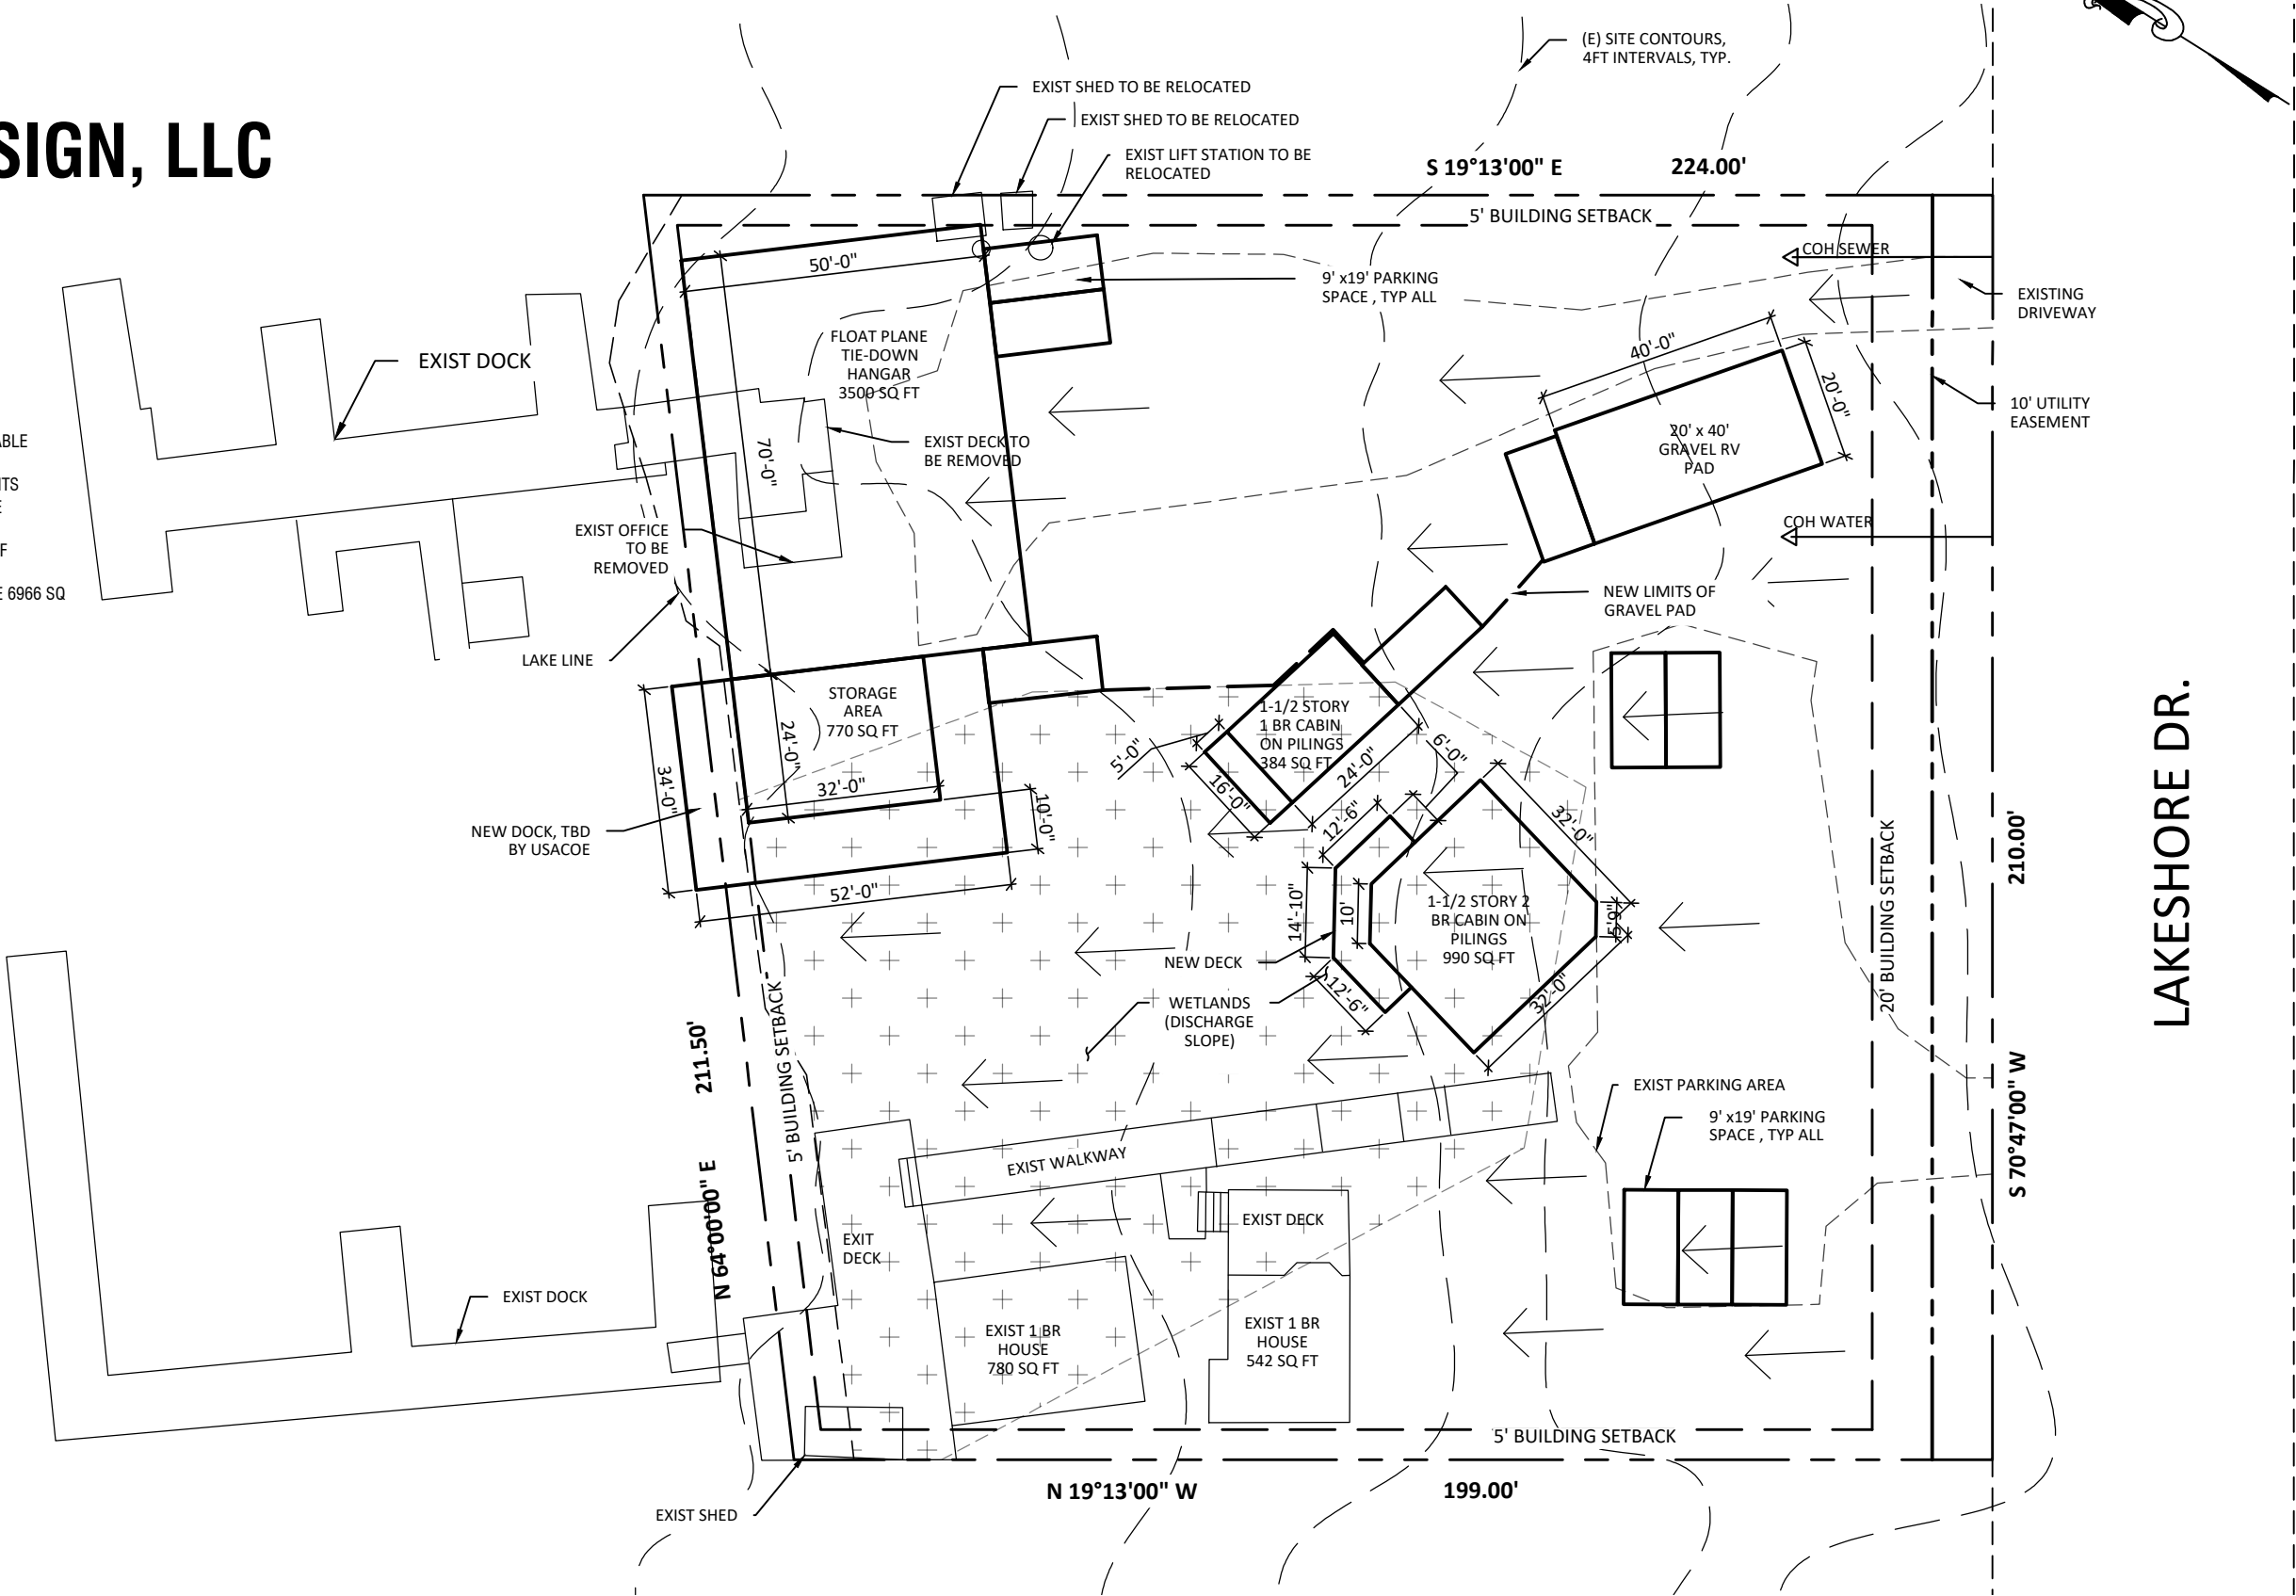 (E) SITE CONTOURS,
4FT INTERVALS, TYP.
EXIST SHED TO BE RELOCATED
EXIST SHED TO BE RELOCATED
EXIST LIFT STATION TO BE
RELOCATED
SIGN, LLC
S 19°13'00" E
224.00'
5' BUILDING SETBACK
COH SEWER
50'-0"
9' x19' PARKING
SPACE , TYP ALL
EXISTING
DRIVEWAY
FLOAT PLANE
TIE-DOWN
HANGAR
3500 SQ FT
EXIST DOCK
40'-0"
20'-0"
10' UTILITY
EASEMENT
20' x 40'
GRAVEL RV
PAD
ABLE
EXIST DECK TO
BE REMOVED
70'-0"
ITS
E
F
E 6966 SQ
EXIST OFFICE
TO BE
REMOVED
COH WATER
NEW LIMITS OF
GRAVEL PAD
LAKE LINE
STORAGE
AREA
770 SQ FT
24'-0"
32'-0"
34'-0"
10'-0"
52'-0"
NEW DOCK, TBD
BY USACOE
1-1/2 STORY
1 BR CABIN
ON PILINGS
384 SQ FT
5'-0"
16'-0"
24'-0"
6'-0"
12'-6"
32'-0"
14'-10"
10'
1-1/2 STORY 2
BR CABIN ON
PILINGS
990 SQ FT
5'9"
32'-0"
12'-6"
NEW DECK
WETLANDS
(DISCHARGE
SLOPE)
20' BUILDING SETBACK
210.00'
S 70°47'00" W
LAKESHORE DR.
211.50'
N 64°00'00" E
5' BUILDING SETBACK
EXIST PARKING AREA
9' x19' PARKING
SPACE , TYP ALL
EXIST WALKWAY
EXIST DECK
EXIT
DECK
EXIST DOCK
EXIST 1 BR
HOUSE
780 SQ FT
EXIST 1 BR
HOUSE
542 SQ FT
5' BUILDING SETBACK
N 19°13'00" W
199.00'
EXIST SHED